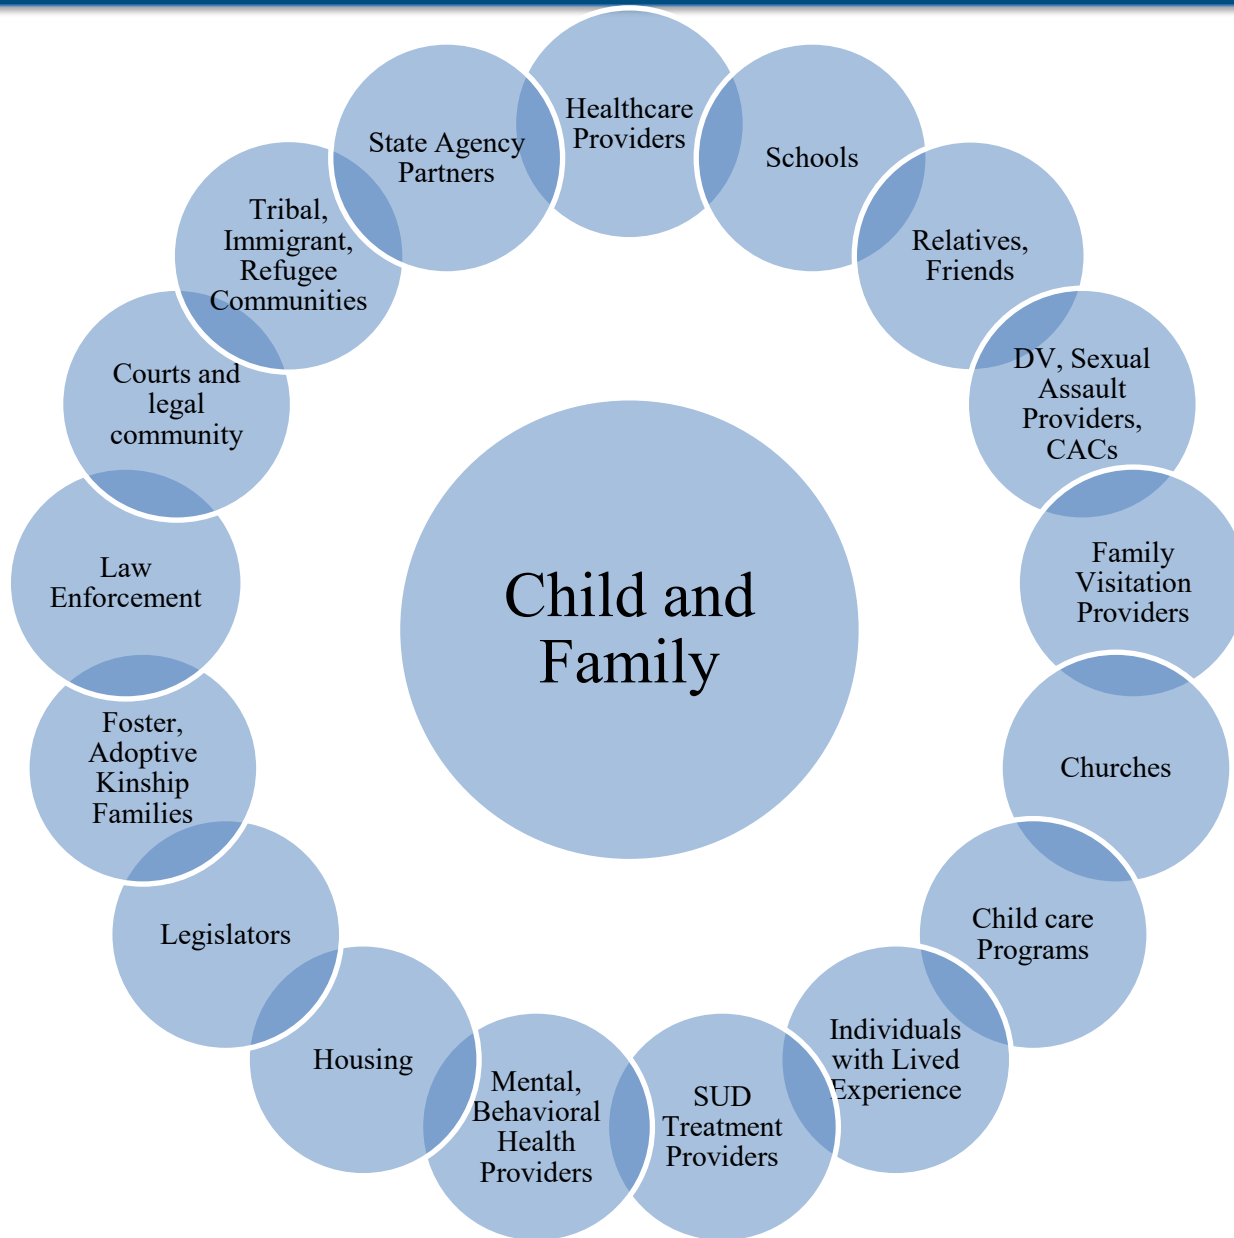 Healthcare
Providers
Schools
Relatives,
Friends
DV, Sexual
Assault
Providers,
CACs
Family
Visitation
Providers
Churches
Child care
Programs
Individuals
with Lived
Experience
SUD
Treatment
Providers
Mental,
Behavioral
Health
Providers
Housing
Legislators
Foster,
Adoptive
Kinship
Families
Law
Enforcement
Courts and
legal
community
Tribal,
Immigrant,
Refugee
Communities
State Agency
Partners
Child and
Family